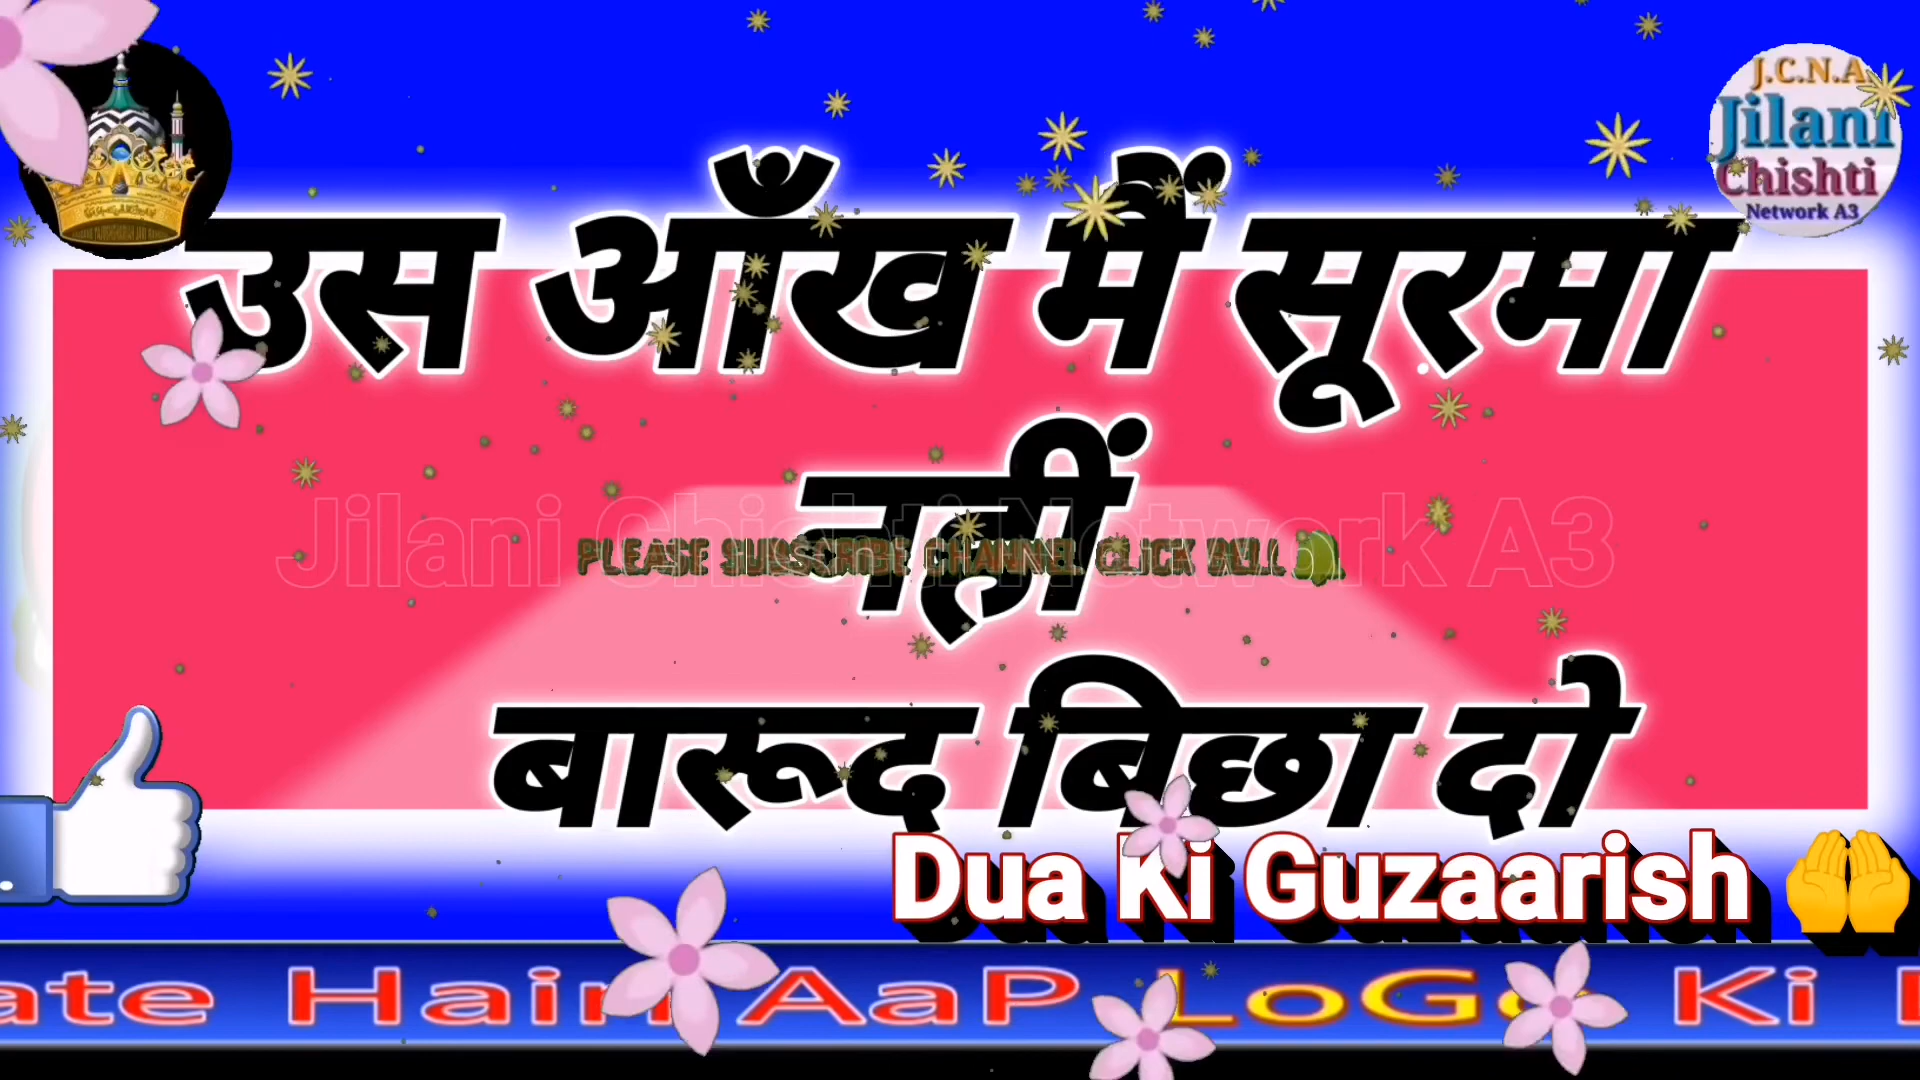 J.C.N.A.
Jilani
Chishti
Network A3
उस आँख में सूरमा
नहीं
Jilani Chishti Network A3
PLEASE SUBSCRIBE CHANNEL CLICK BELL
बारूद बिछा दो
Dua Ki Guzaarish 🤲
ate Hain AaP LoGo Ki